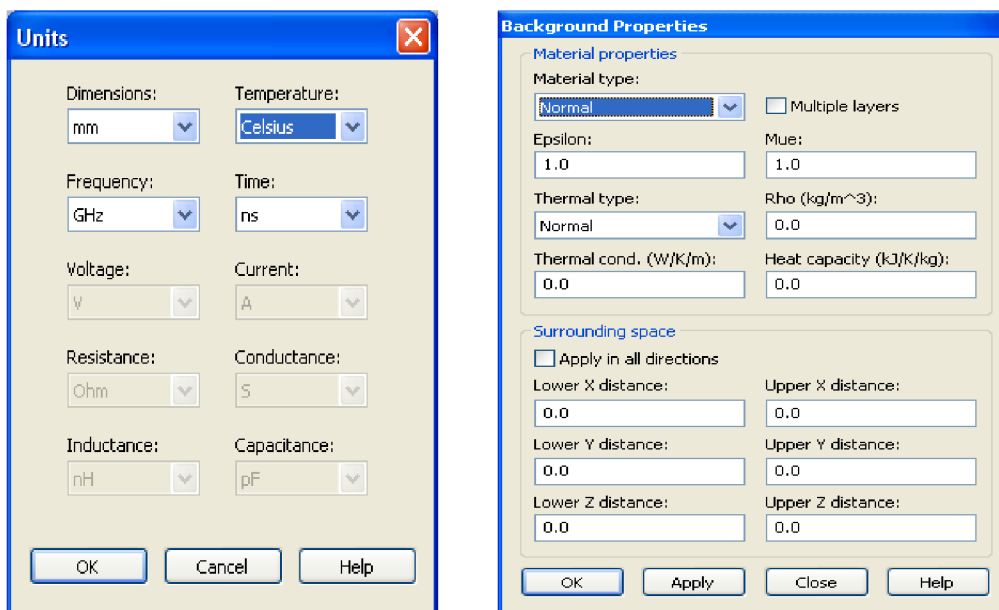 Units
Dimensions: Temperature:
mm Celsius
Frequency: Time:
GHz ns
Voltage: Current:
V A
Resistance: Conductance:
Ohm S
Inductance: Capacitance:
nH pF
OK Cancel Help
Background Properties
Material properties
Material type:
Normal Multiple layers
Epsilon: Mue:
1.0 1.0
Thermal type: Rho (kg/m^3):
Normal 0.0
Thermal cond. (W/K/m): Heat capacity (kJ/K/kg):
0.0 0.0
Surrounding space
Apply in all directions
Lower X distance: Upper X distance:
0.0 0.0
Lower Y distance: Upper Y distance:
0.0 0.0
Lower Z distance: Upper Z distance:
0.0 0.0
OK Apply Close Help